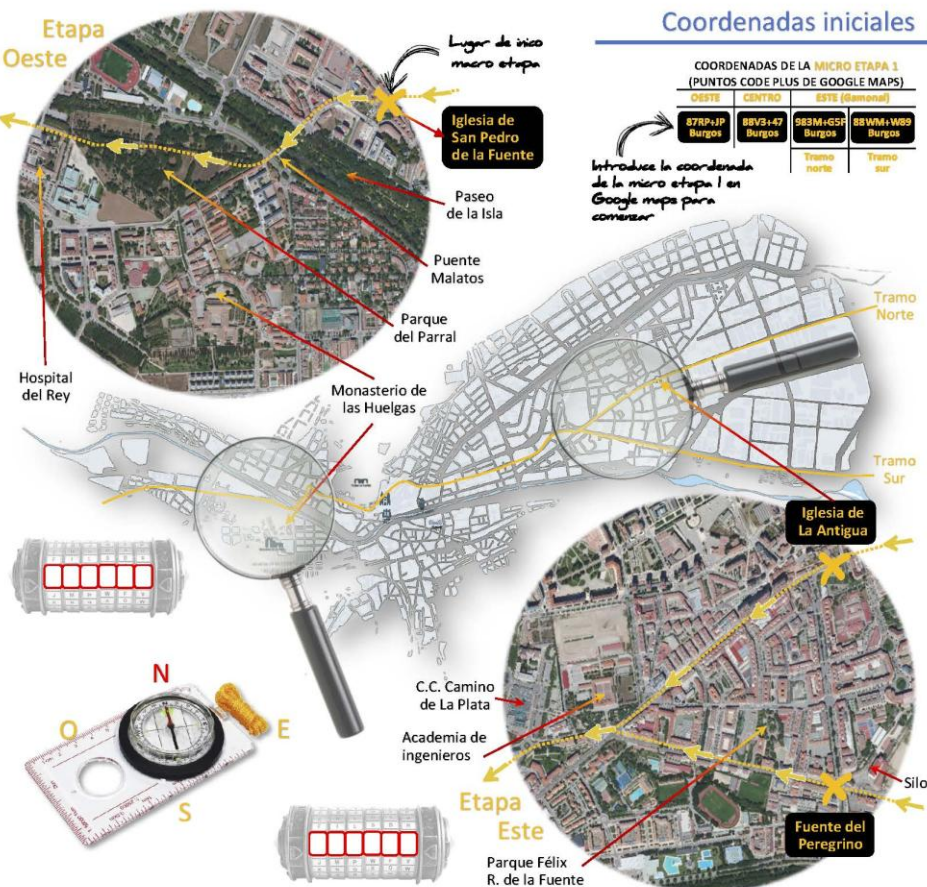 Etapa
Oeste
Lugar de inico
macro etapa
Iglesia de
San Pedro
de la Fuente
Paseo
de la Isla
Puente
Malatos
Parque
del Parral
Hospital
del Rey
Monasterio de
las Huelgas
Coordenadas iniciales
COORDENADAS DE LA MICRO ETAPA 1
(PUNTOS CODE PLUS DE GOOGLE MAPS)
OESTE CENTRO ESTE (Gamonal)
87RP+JP
Burgos
88V3+47
Burgos
983M+G5F
Burgos
88WM+W89
Burgos
Tramo
norte
Tramo
sur
Introduce la coordenada
de la micro etapa 1 en
Google maps para
comenzar
Tramo
Norte
Tramo
Sur
Iglesia de
La Antigua
N
O
E
S
C.C. Camino
de La Plata
Academia de
ingenieros
Etapa
Este
Silo
Fuente del
Peregrino
Parque Félix
R. de la Fuente